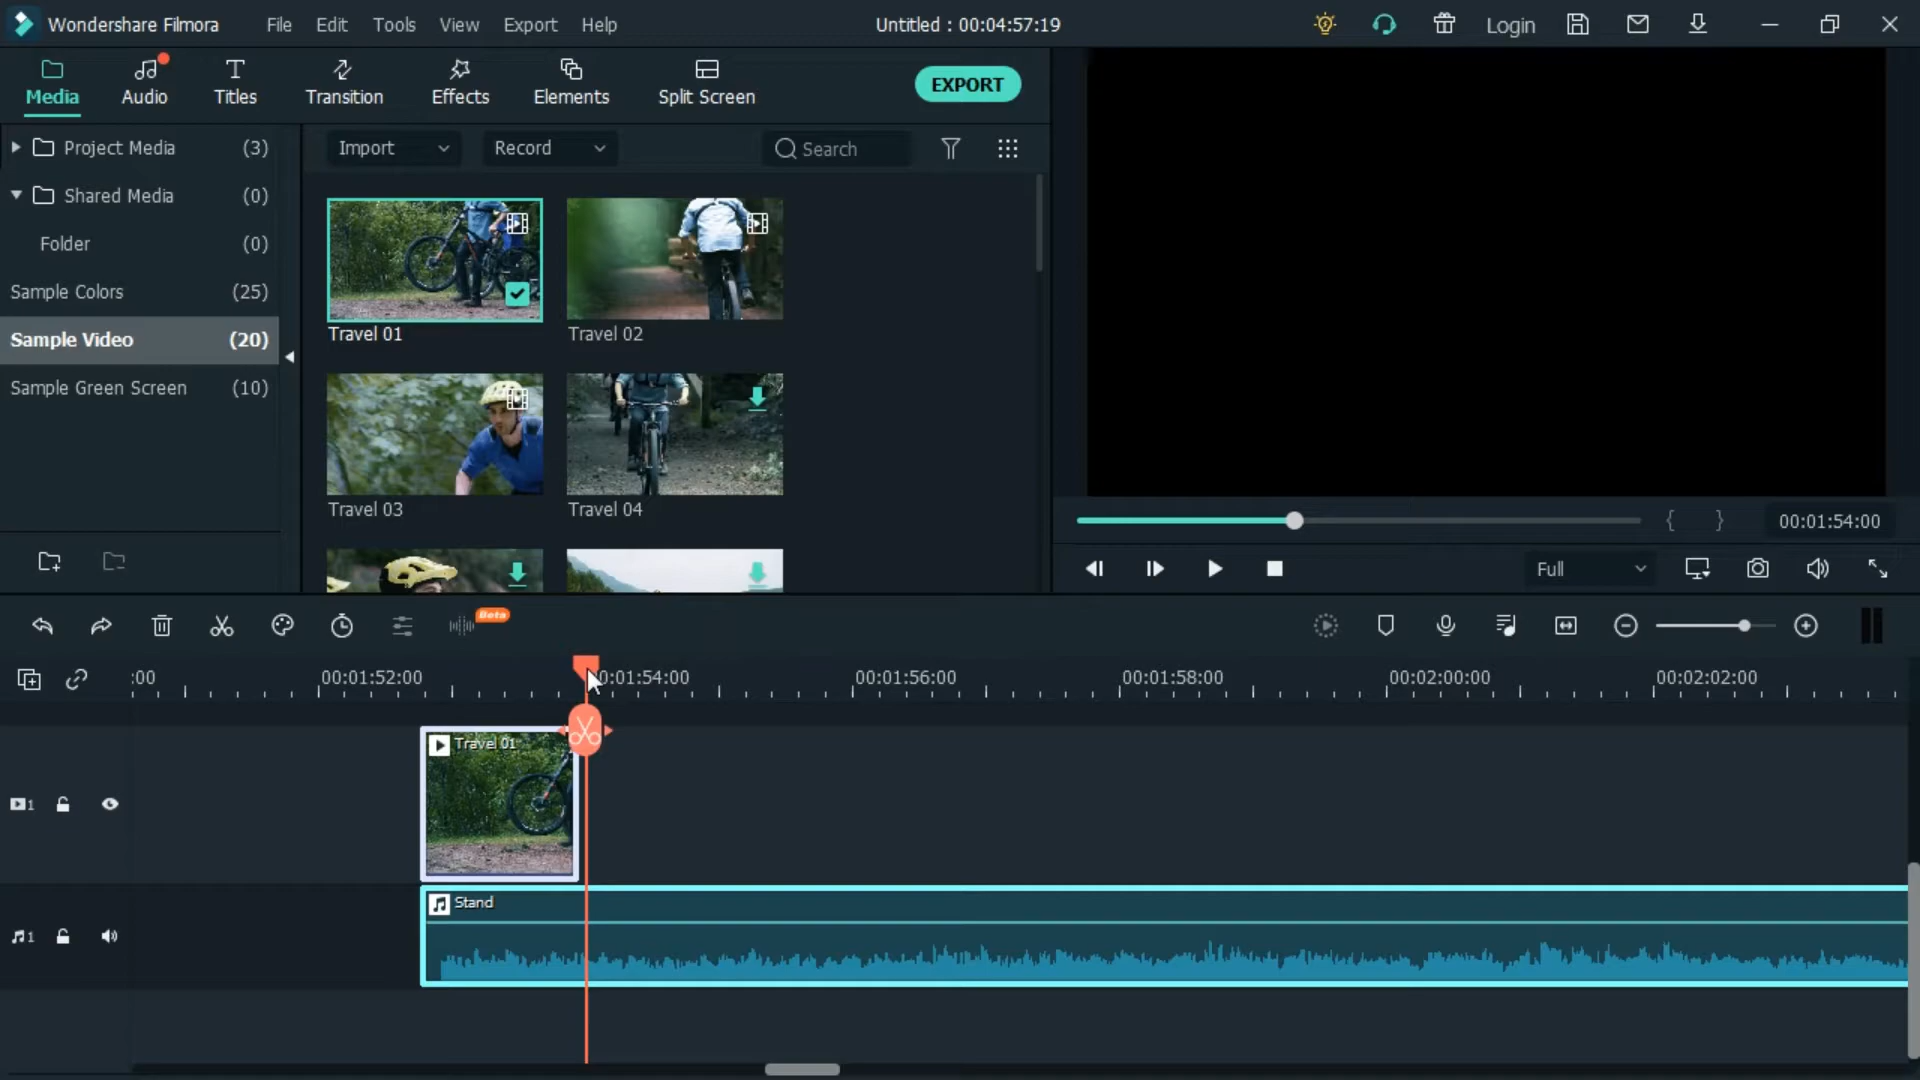 Wondershare Filmora
File Edit Tools View Export Help
Untitled : 00:04:57:19
Login
Media Audio Titles Transition Effects Elements Split Screen
EXPORT
Project Media (3)
Shared Media (0)
Folder (0)
Sample Colors (25)
Sample Video (20)
Sample Green Screen (10)
Import Record Search
Travel 01 Travel 02
Travel 03 Travel 04
{ } 00:01:54:00
Full
Beta
:00 00:01:52:00 0:01:54:00 00:01:56:00 00:01:58:00 00:02:00:00 00:02:02:00
Travel 01
1
Stand
1